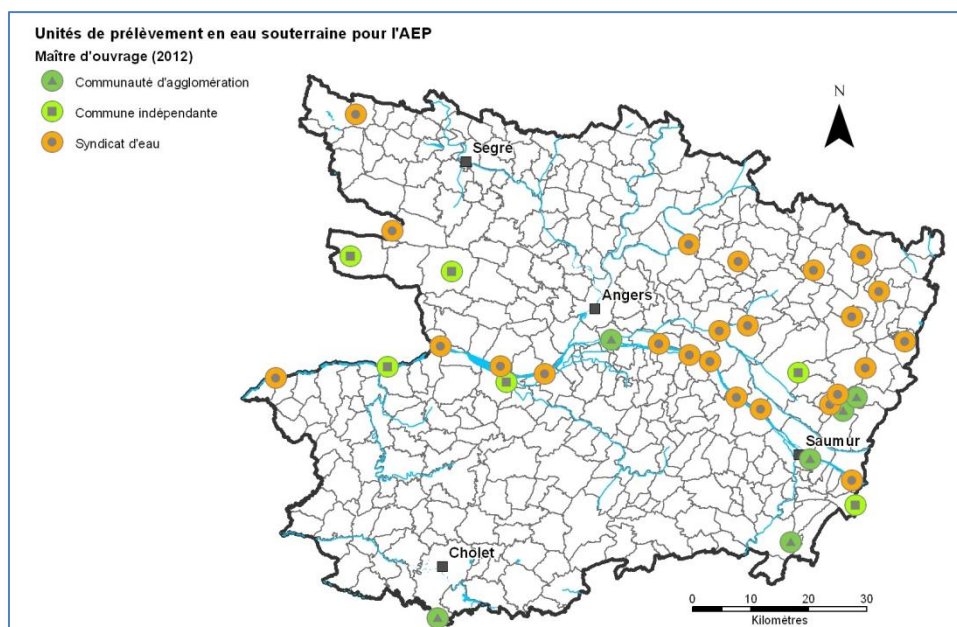 Unités de prélèvement en eau souterraine pour l'AEP
Maître d'ouvrage (2012)
Communauté d'agglomération
Commune indépendante
Syndicat d'eau
N
Segré
Angers
Saumur
Cholet
0 10 20 30
Kilomètres